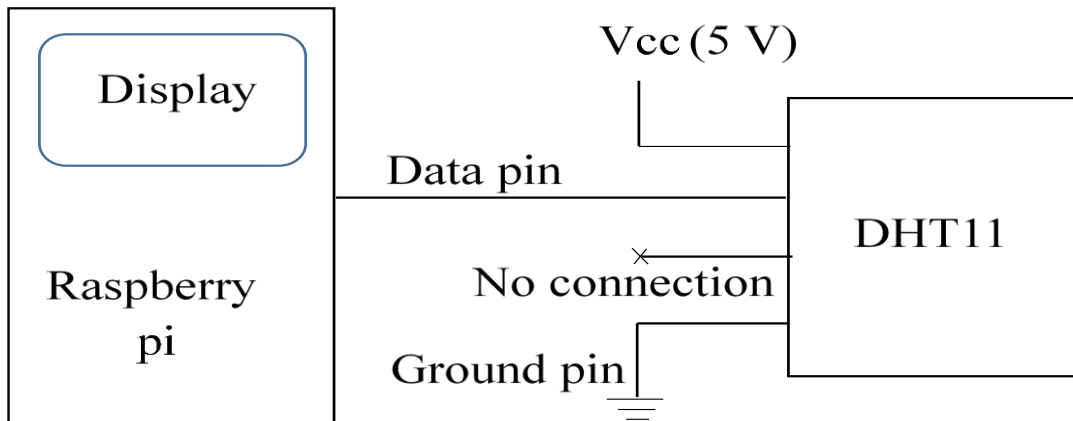 Display
Raspberry
pi
Vcc (5 V)
Data pin
No connection
Ground pin
DHT11